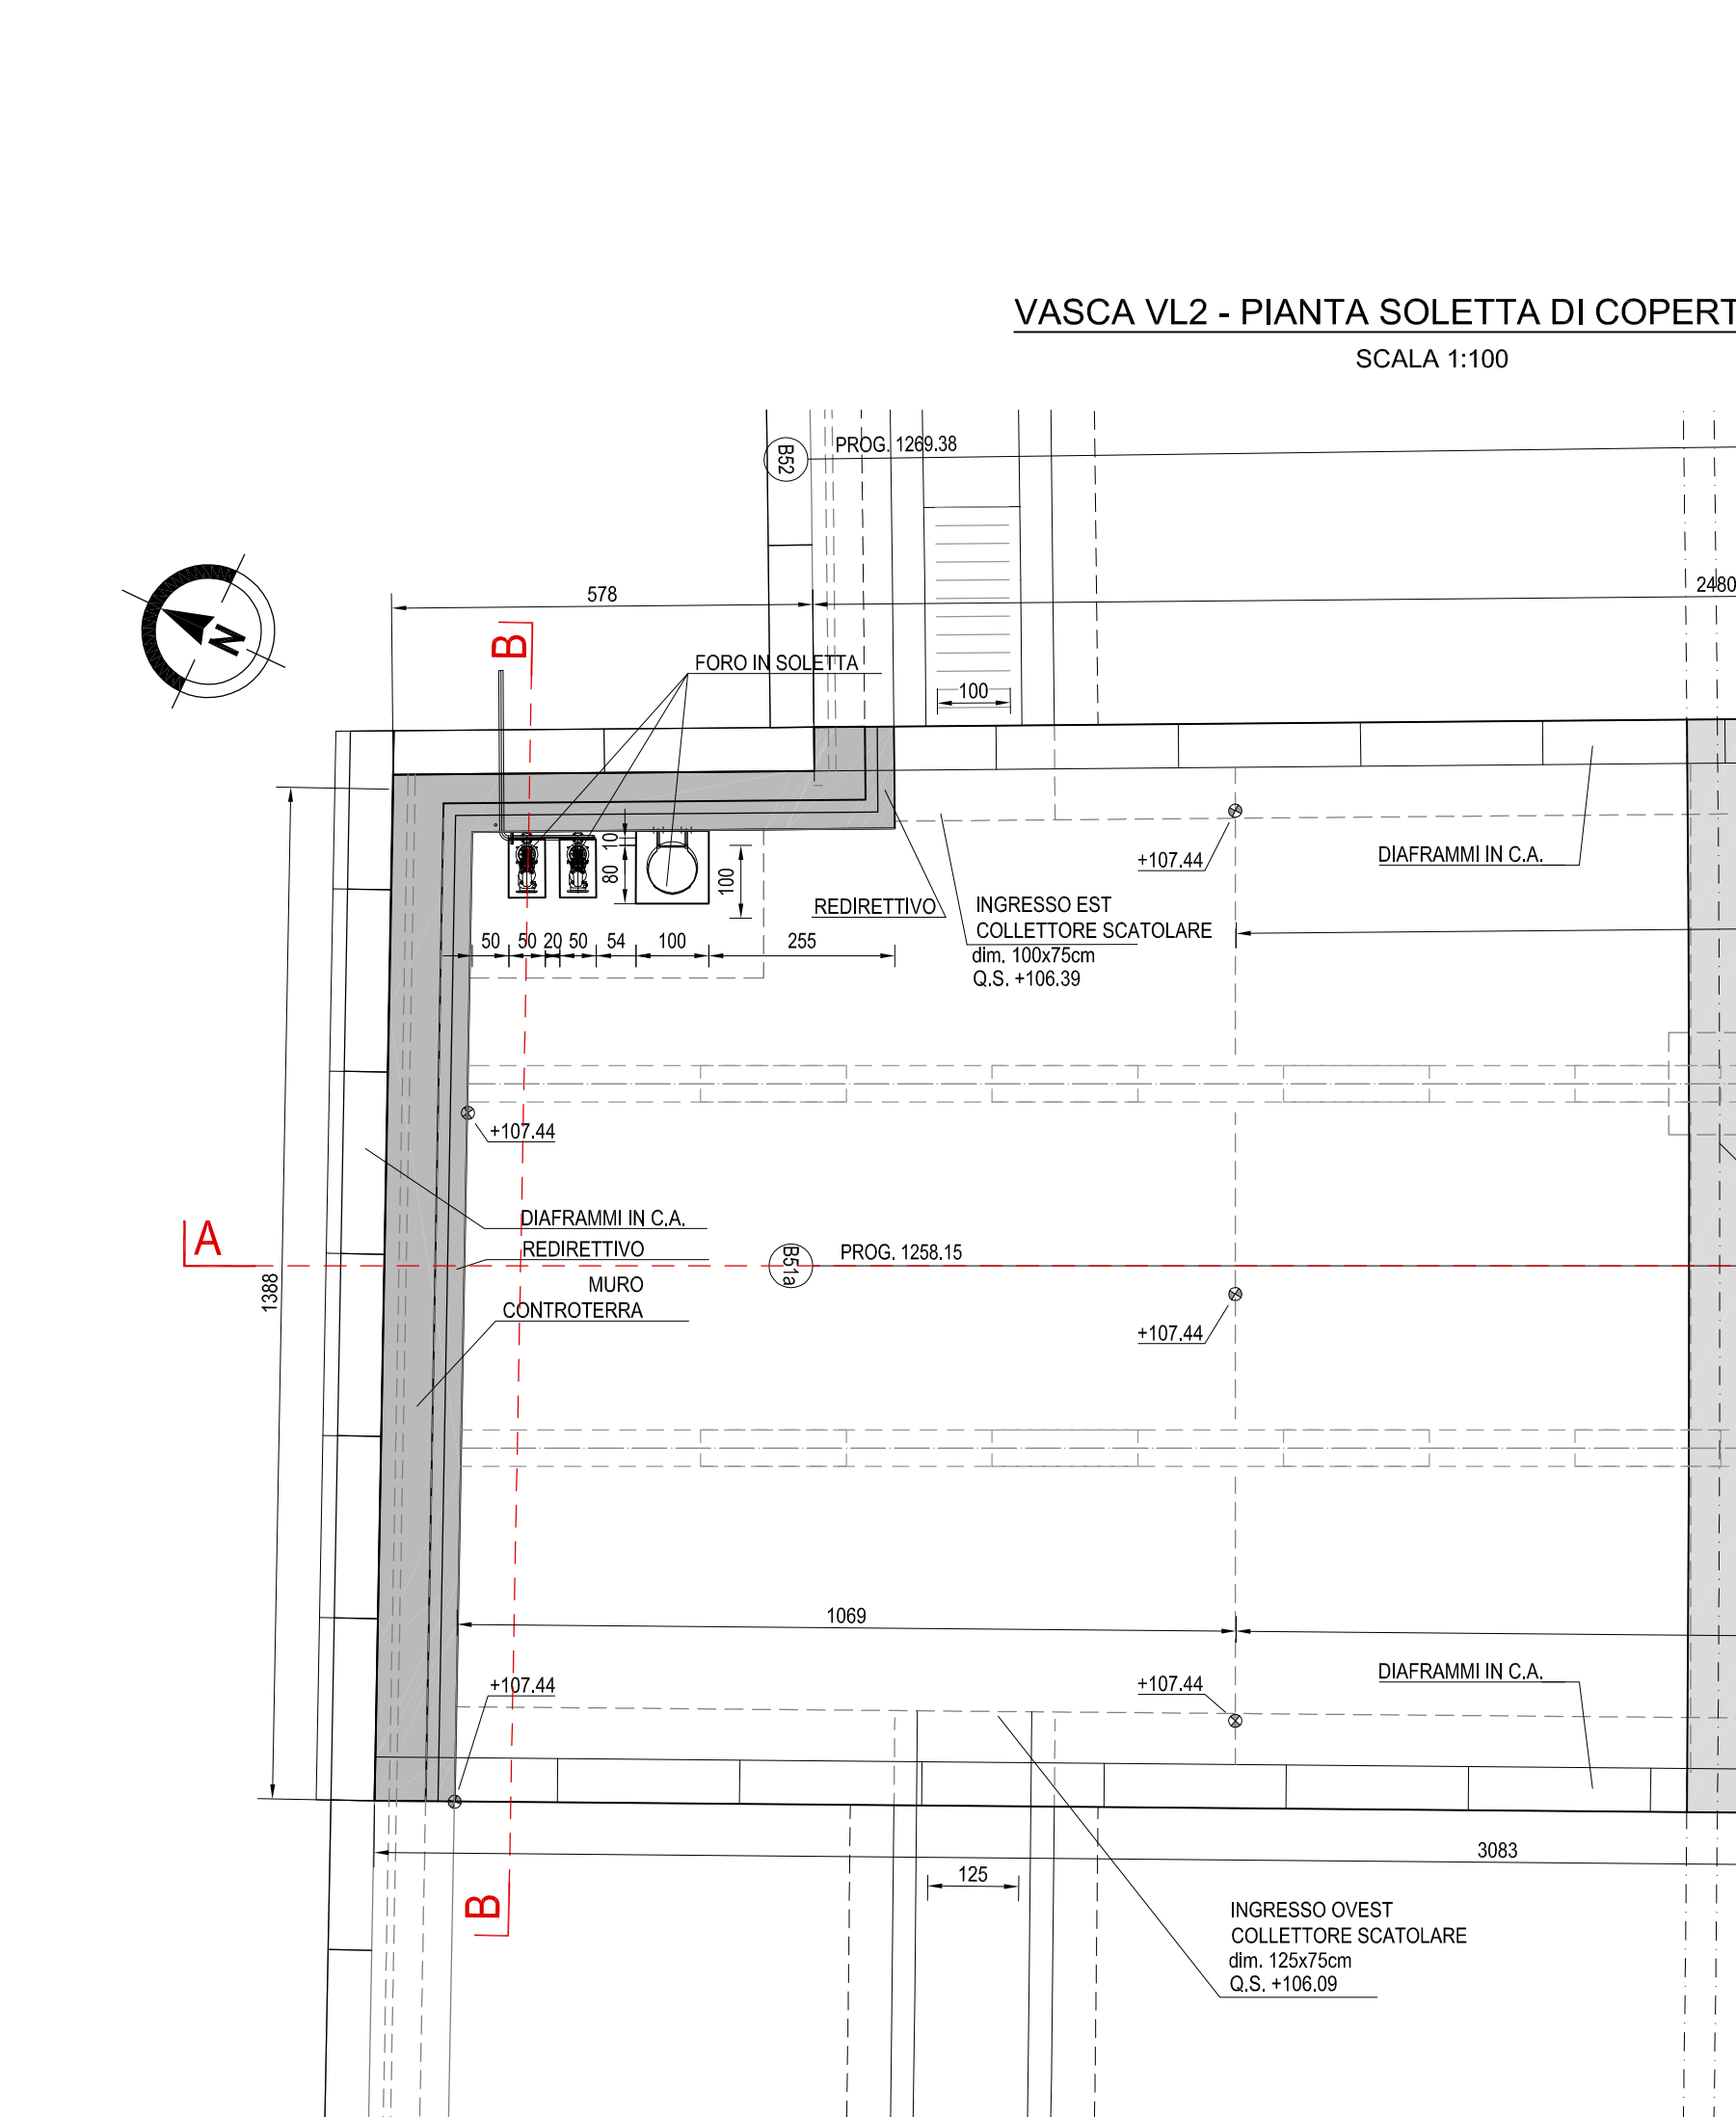 VASCA VL2 - PIANTA SOLETTA DI COPERT
SCALA 1:100
B52
PROG. 1269.38
578
2480
B
FORO IN SOLETTA
100
N
10
80
100
+107.44
DIAFRAMMI IN C.A.
REDIRETTIVO
INGRESSO EST
COLLETTORE SCATOLARE
dim. 100x75cm
Q.S. +106.39
50 50 20 50 54 100 255
+107.44
DIAFRAMMI IN C.A.
REDIRETTIVO
MURO
CONTROTERRA
A
B51a
PROG. 1258.15
1388
+107.44
1069
+107.44
+107.44
DIAFRAMMI IN C.A.
3083
125
B
INGRESSO OVEST
COLLETTORE SCATOLARE
dim. 125x75cm
Q.S. +106.09